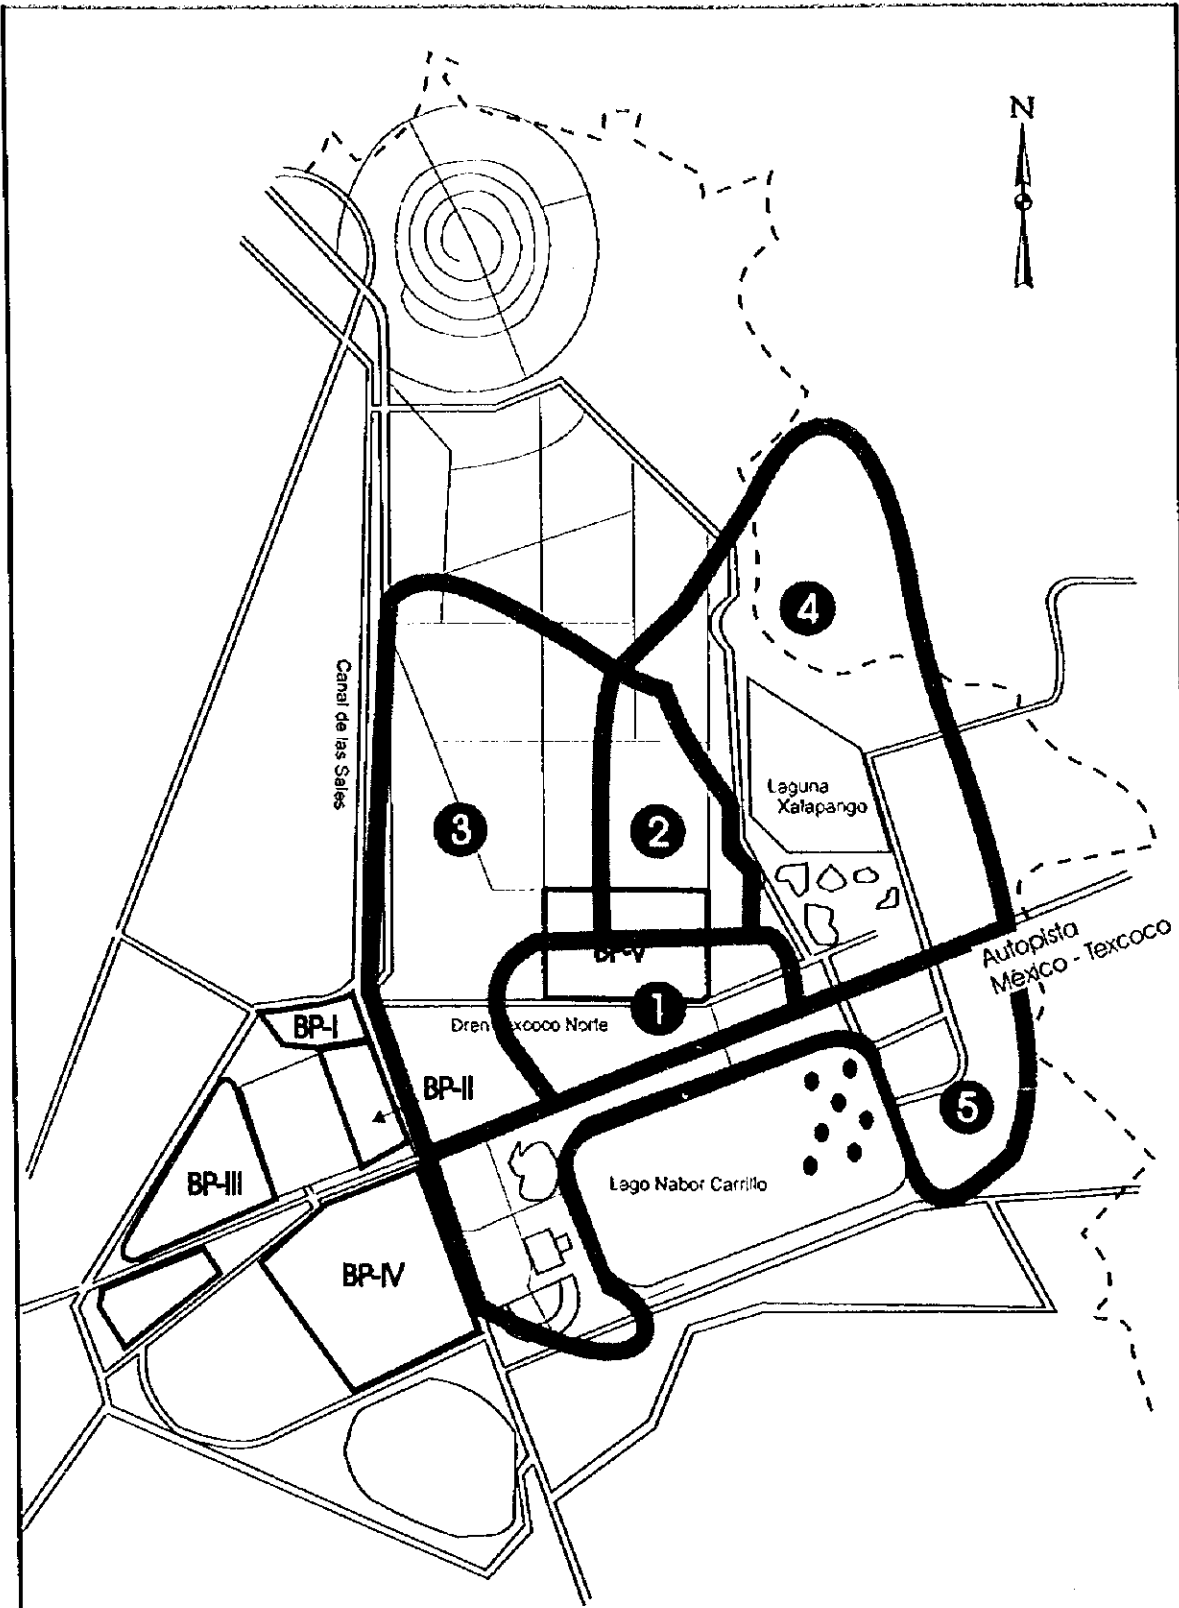 N
4
Canal de las Sales
Laguna
Xalapango
3
2
Autopista
México - Texcoco
BP-V
1
BP-I
Dren Texcoco Norte
BP-II
5
BP-III
Lago Nabor Carrillo
BP-IV